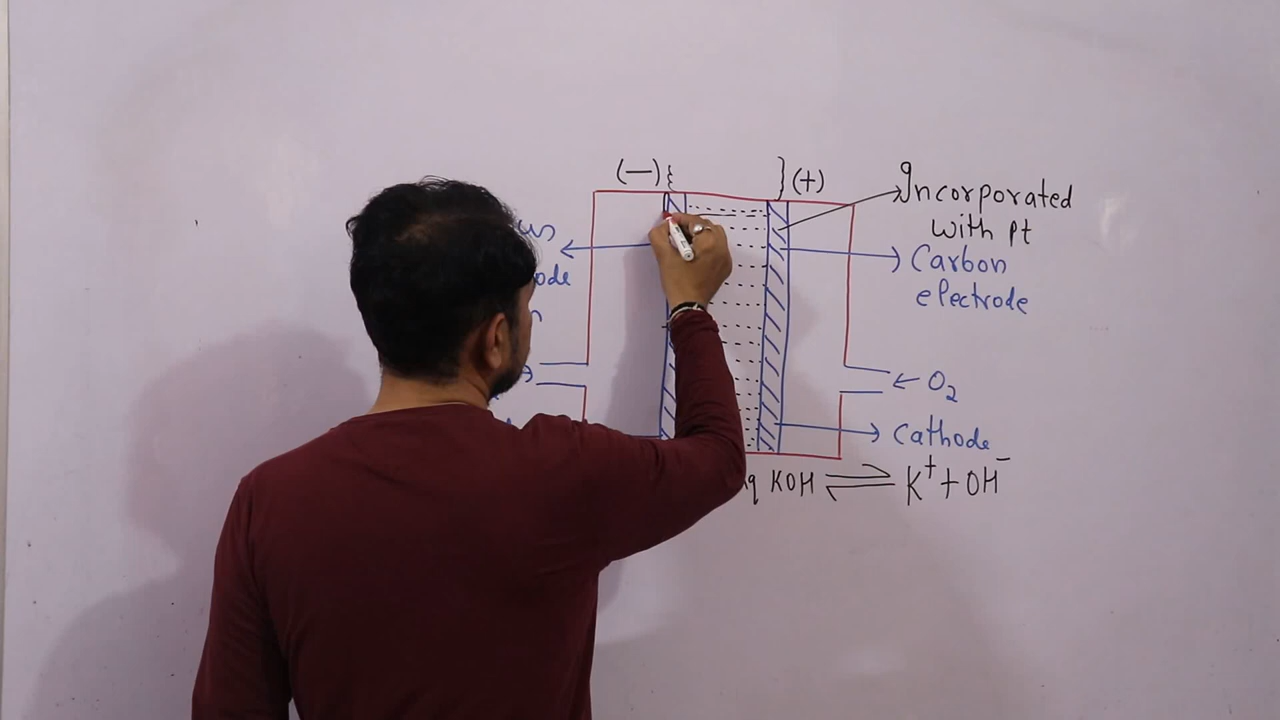 (—)
(+)
Incorporated
with Pt
Carbon
electrode
← O₂
Cathode
KOH ⇌ K⁺ + OH⁻